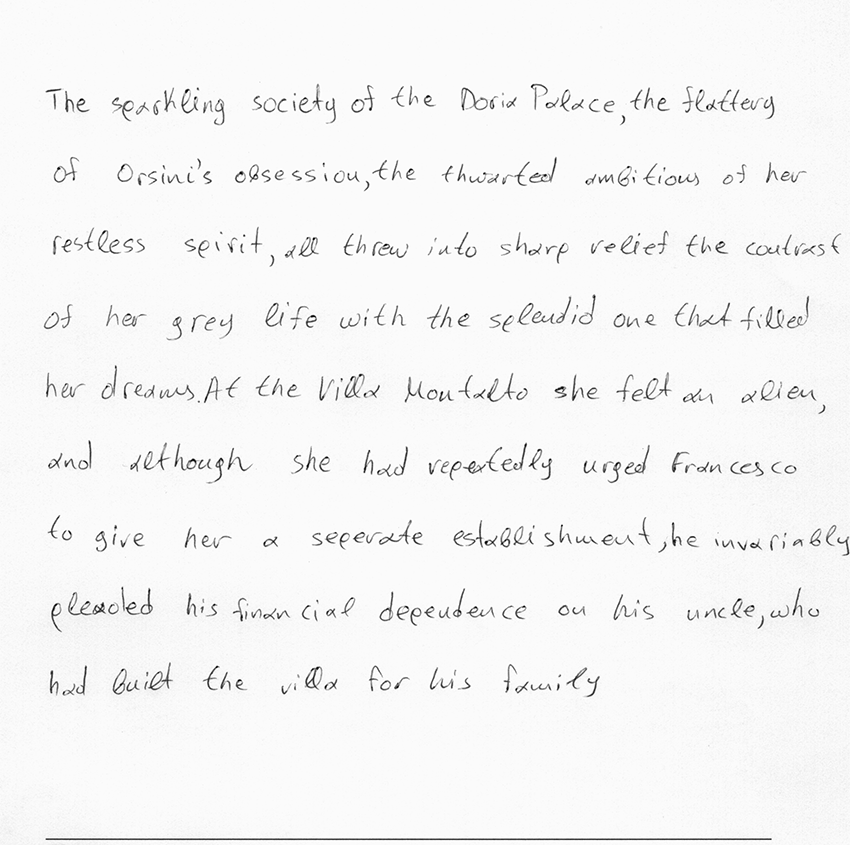 The sparkling society of the Doria Palace, the flattery
of Orsini's obsession, the thwarted ambitious of her
restless spirit, all threw into sharp relief the contrast
of her grey life with the splendid one that filled
her dreams. At the Villa Montalto she felt an alien,
and although she had repeatedly urged Francesco
to give her a seperate establishment, he invariably
pleaded his financial dependence on his uncle, who
had built the villa for his family